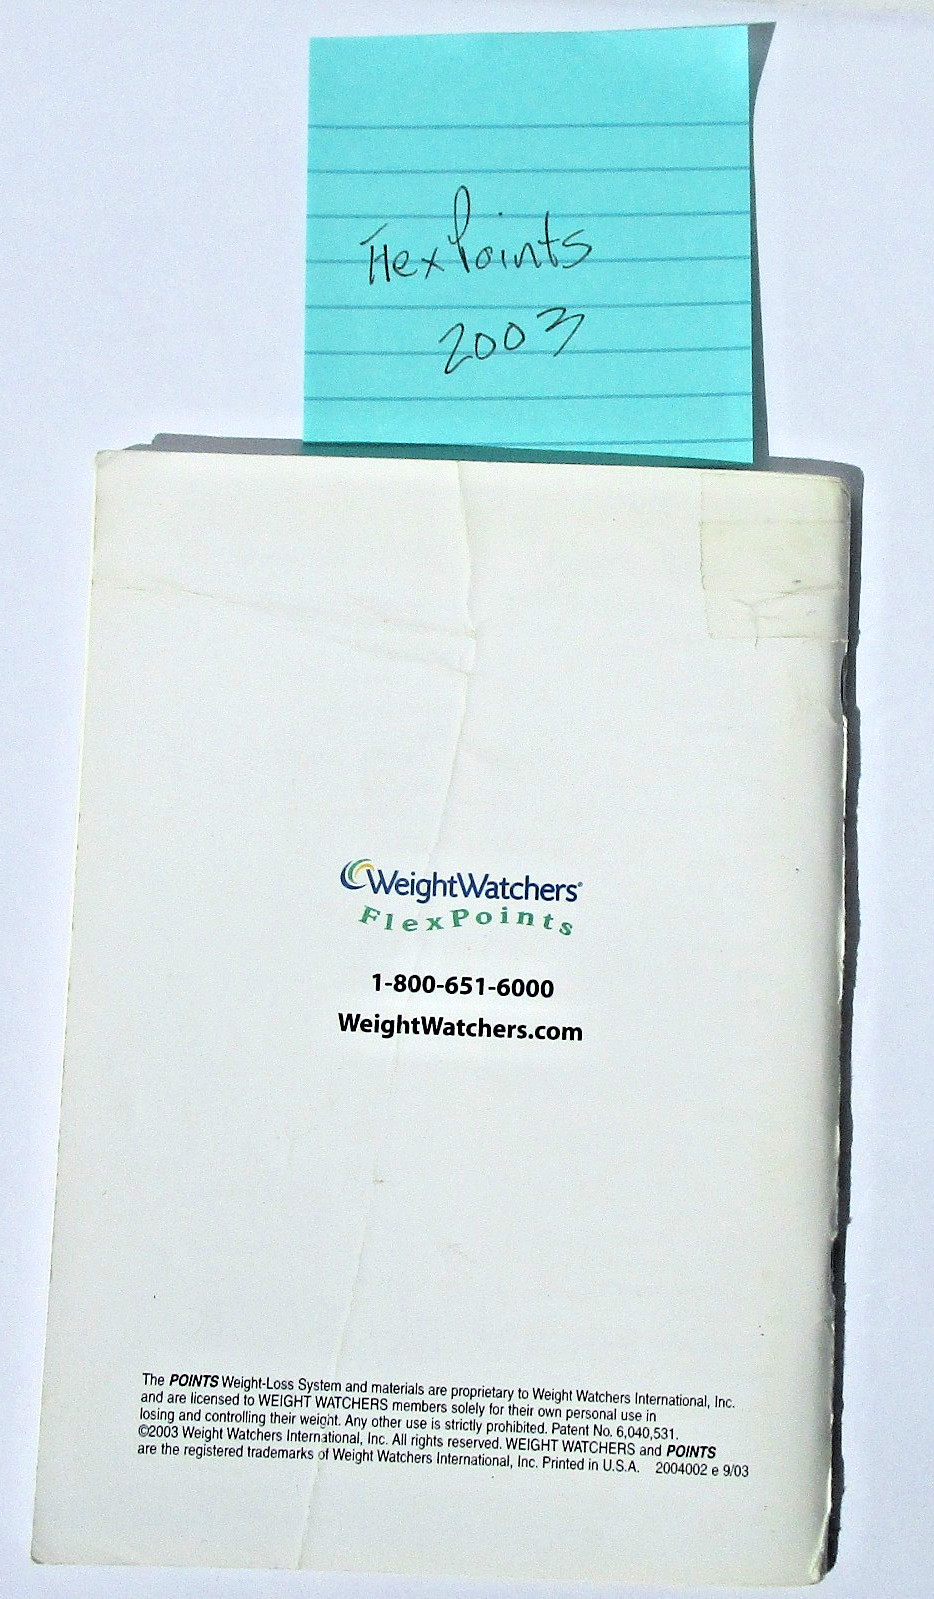 FlexPoints
2003
WeightWatchers®
FlexPoints
1-800-651-6000
WeightWatchers.com
The POINTS Weight-Loss System and materials are proprietary to Weight Watchers International, Inc.
and are licensed to WEIGHT WATCHERS members solely for their own personal use in
losing and controlling their weight. Any other use is strictly prohibited. Patent No. 6,040,531.
©2003 Weight Watchers International, Inc. All rights reserved. WEIGHT WATCHERS and POINTS
are the registered trademarks of Weight Watchers International, Inc. Printed in U.S.A. 2004002 e 9/03